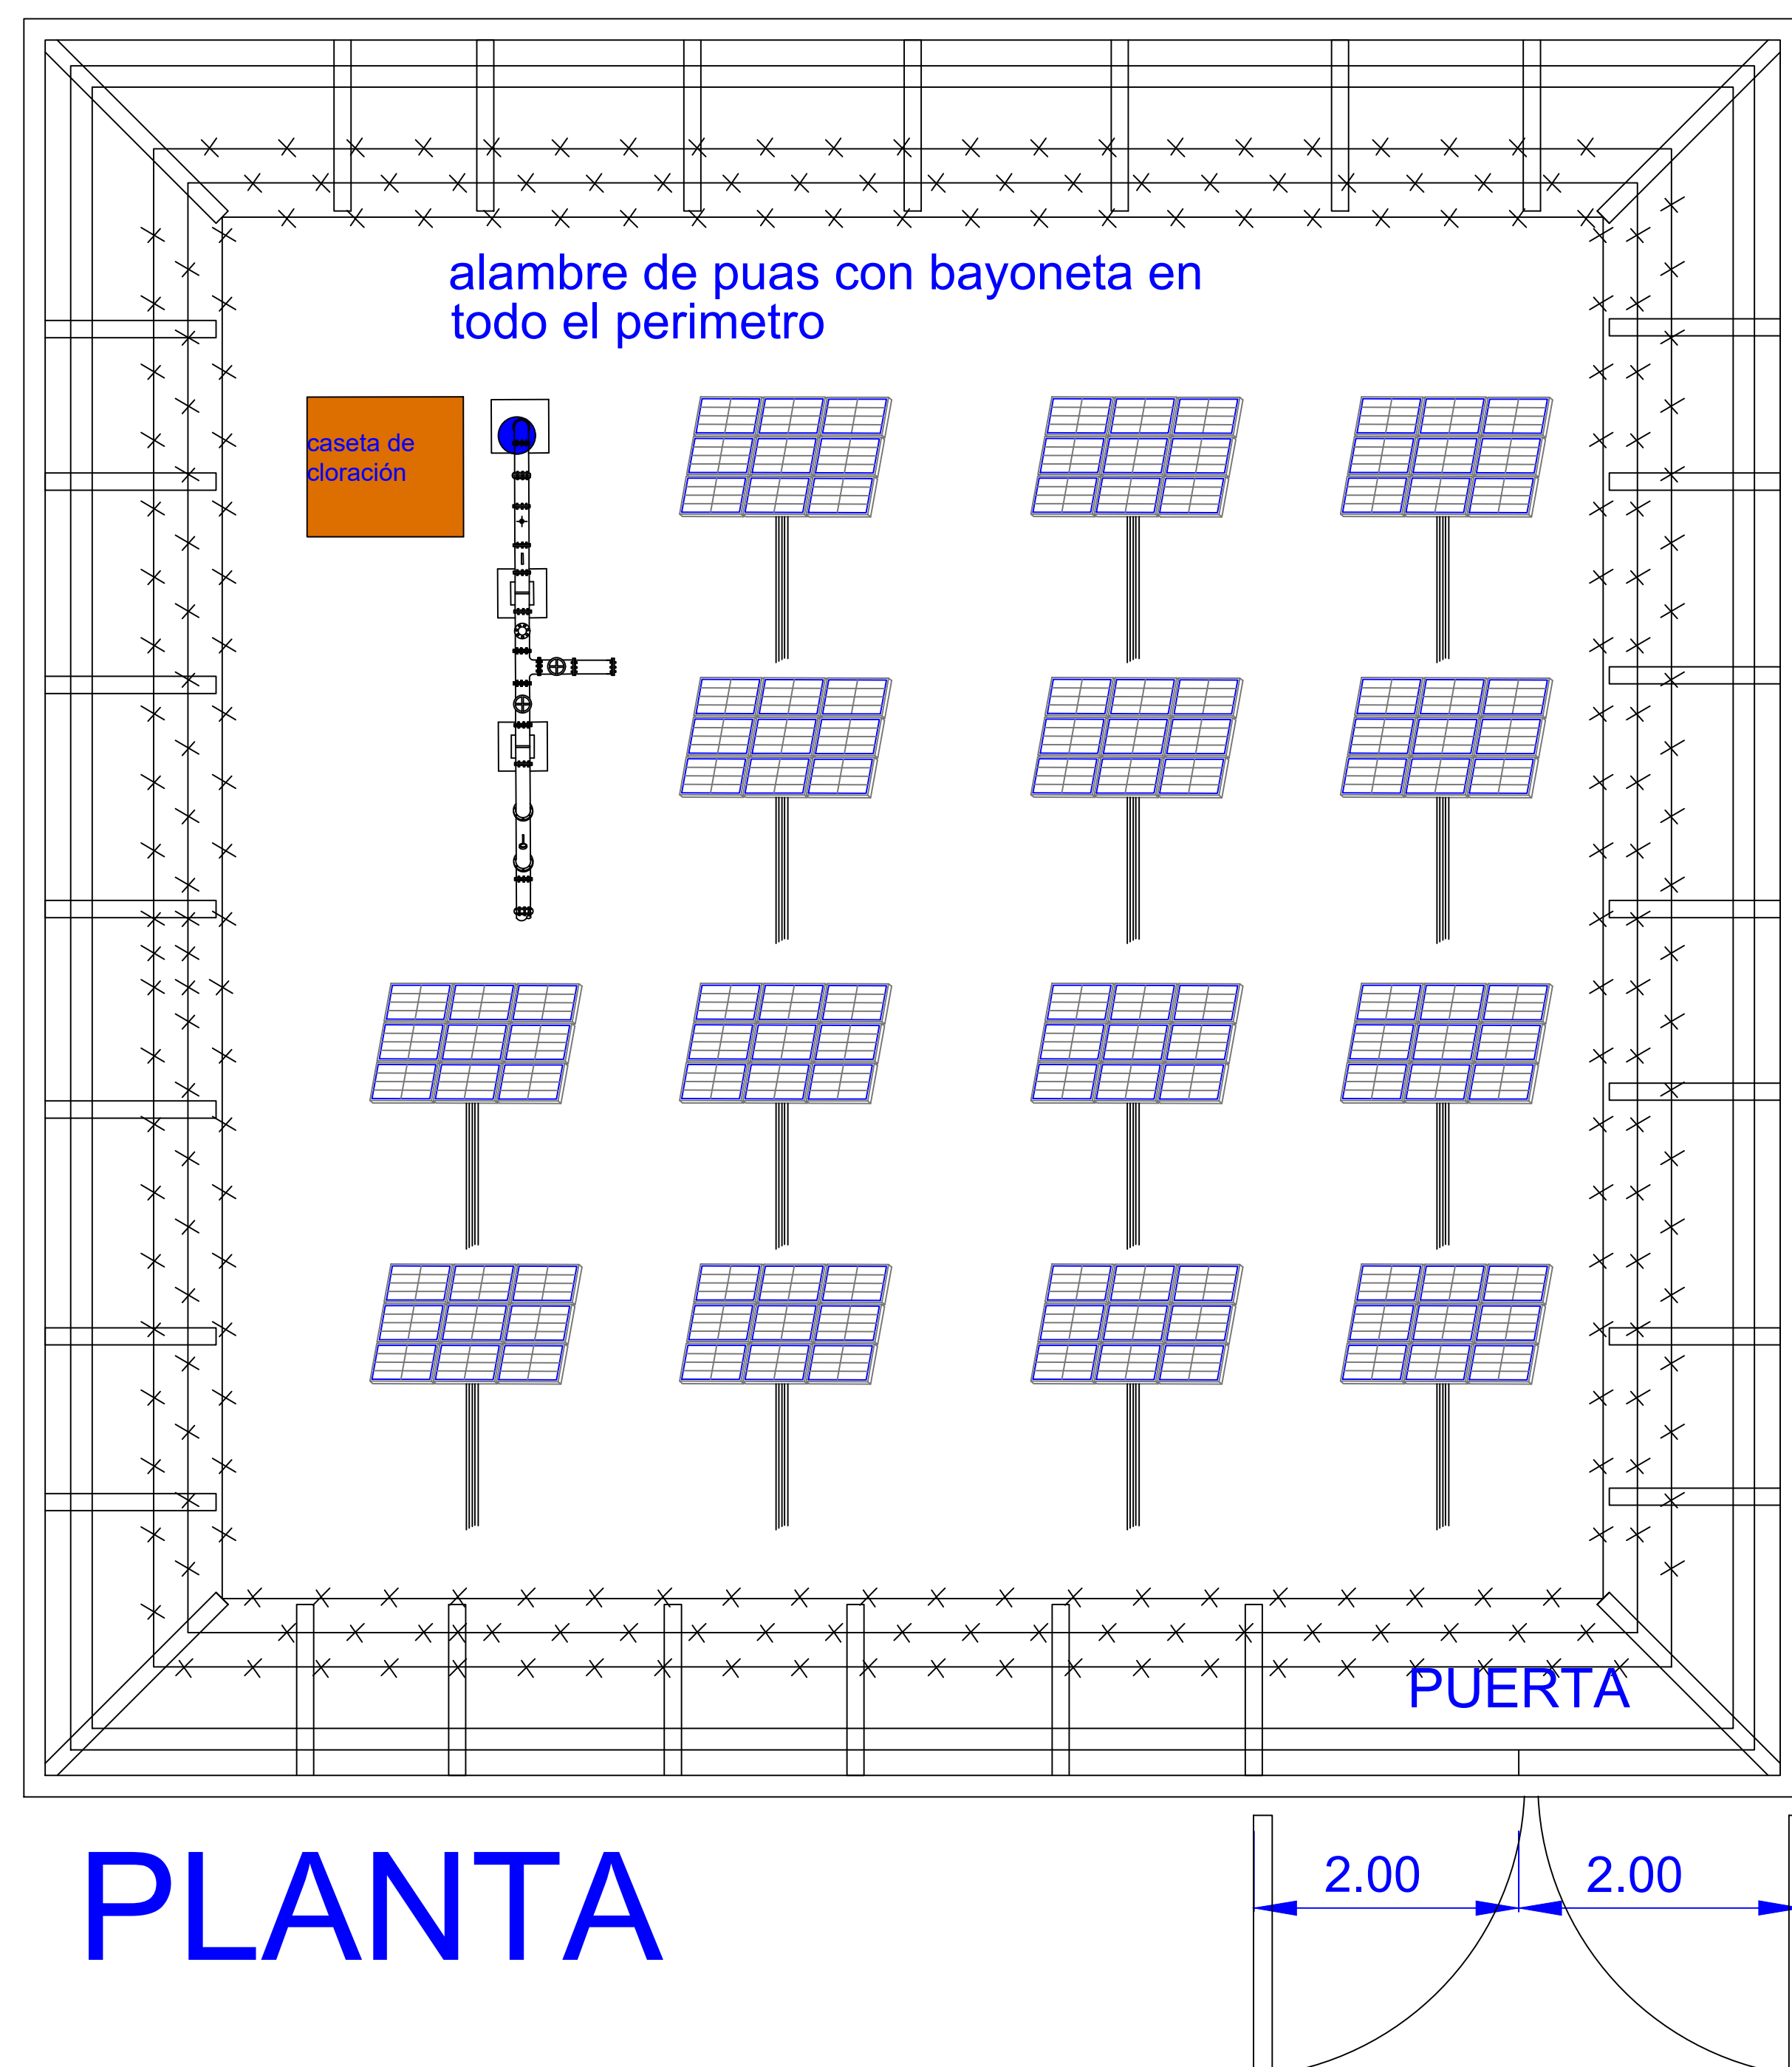 alambre de puas con bayoneta en
todo el perimetro
caseta de
cloración
PUERTA
PLANTA
2.00
2.00